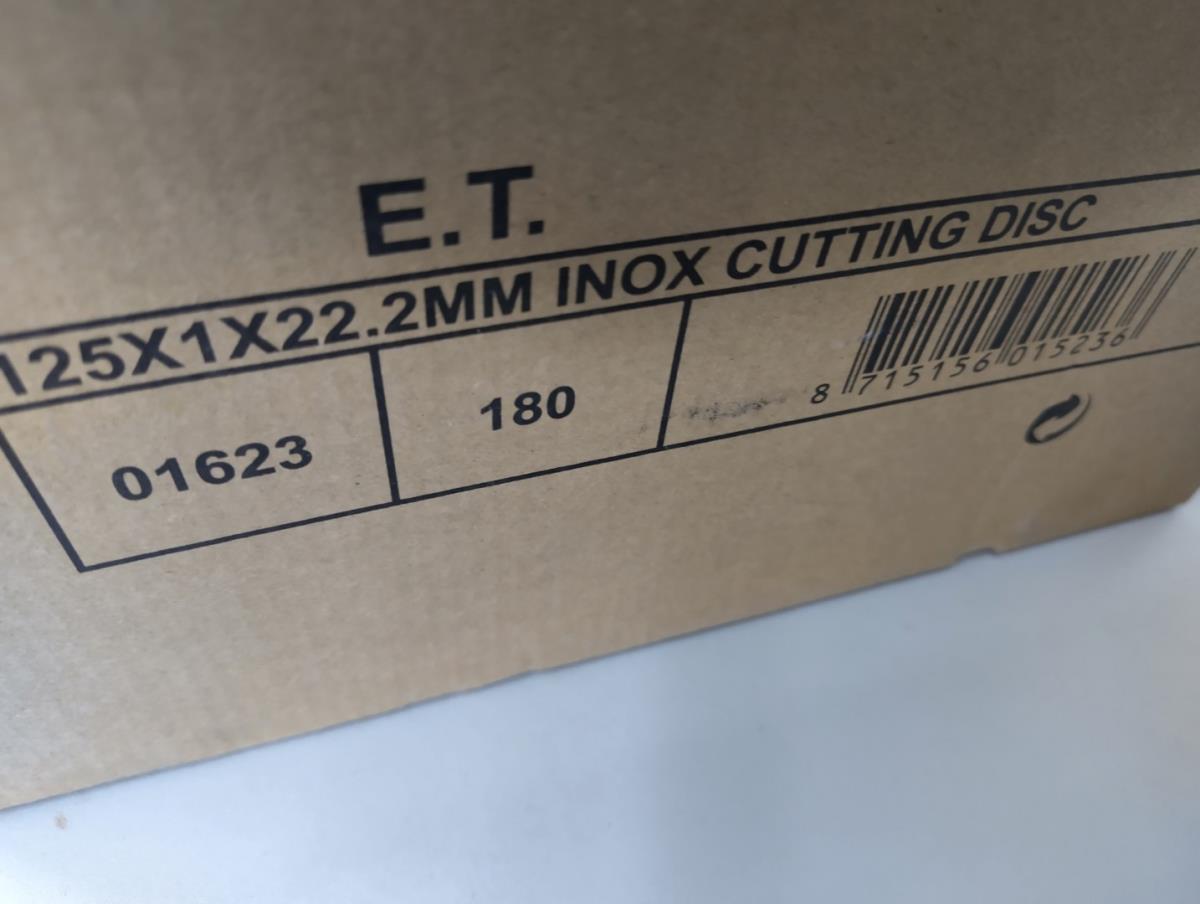 E.T.
125X1X22.2MM INOX CUTTING DISC
01623
180
8 715156 015236